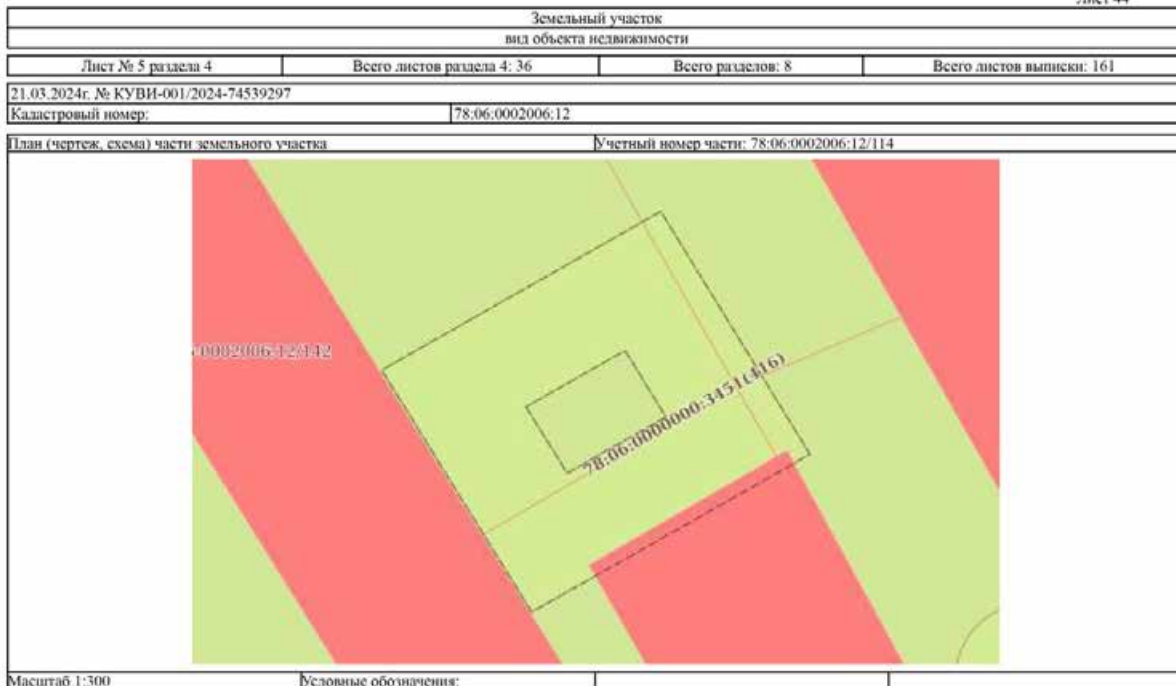 Земельный участок
вид объекта недвижимости
Лист № 5 раздела 4 Всего листов раздела 4: 36 Всего разделов: 8 Всего листов выписки: 161
21.03.2024г. № КУВИ-001/2024-74539297
Кадастровый номер: 78:06:0002006:12
План (чертеж, схема) части земельного участка Учетный номер части: 78:06:0002006:12/114
:0002006:12/142
78:06:0000000:3451(416)
Масштаб 1:300 Условные обозначения: